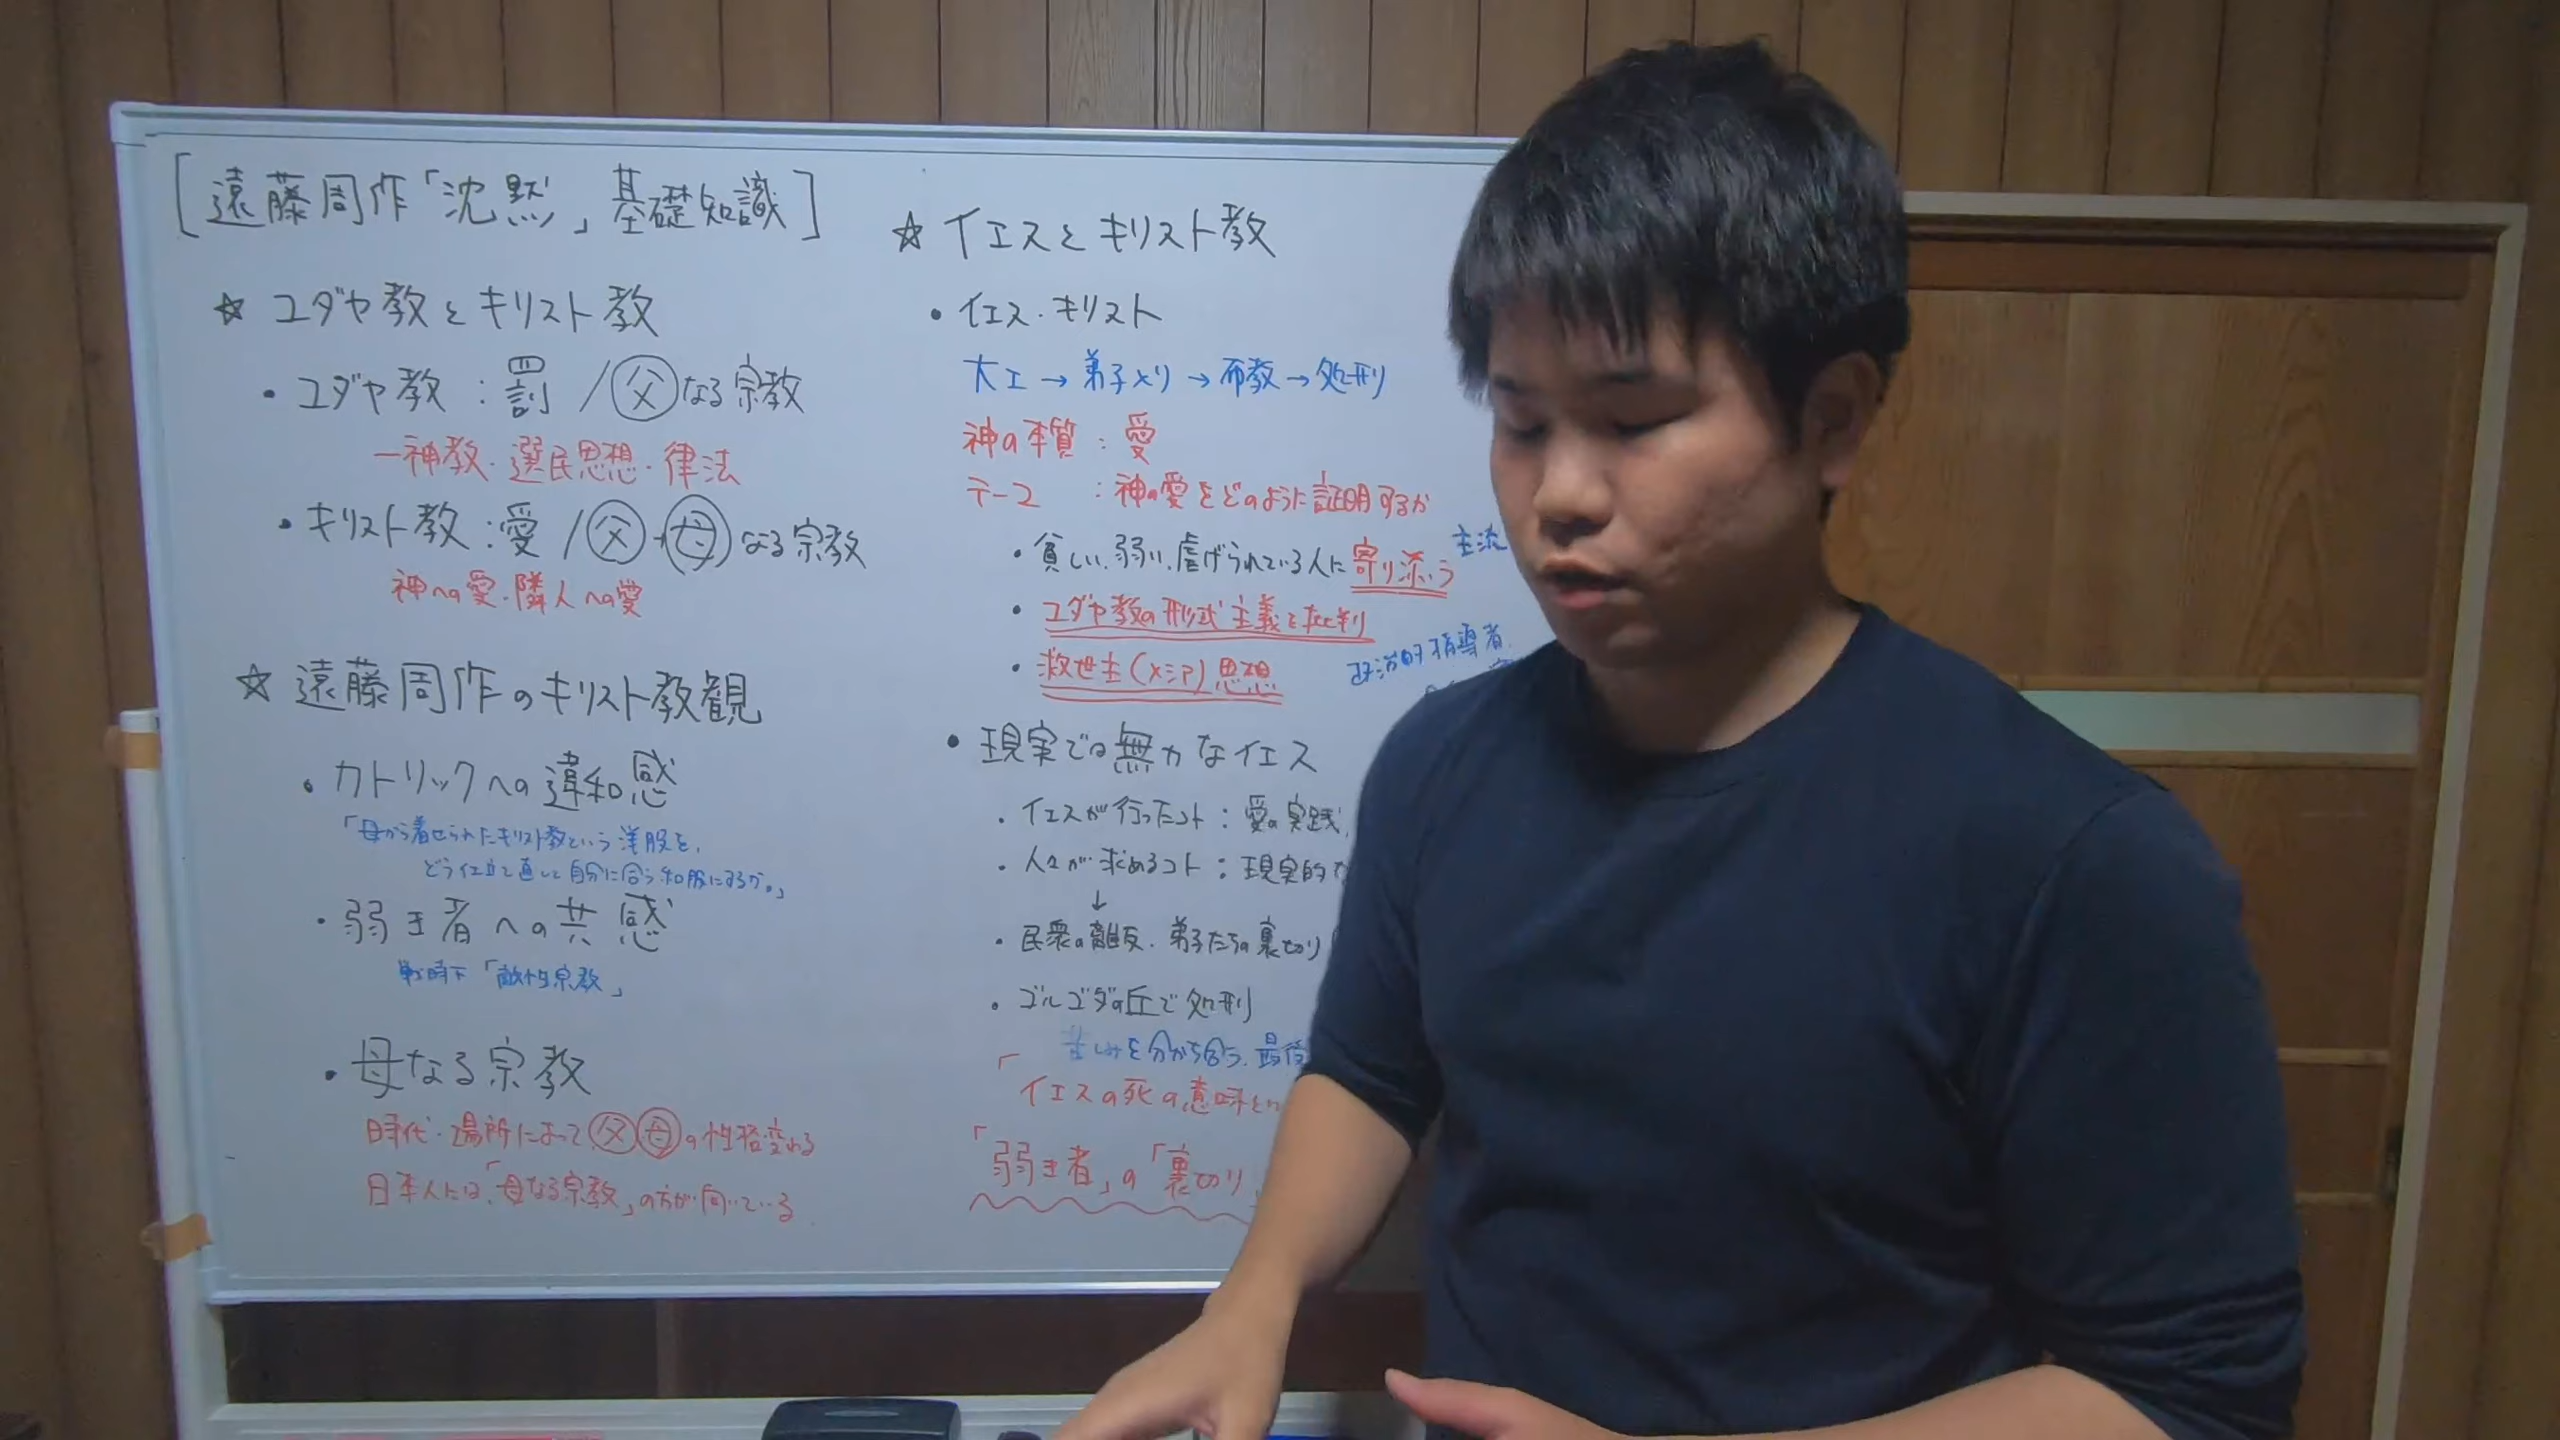 [遠藤周作「沈黙」基礎知識]
☆ ユダヤ教とキリスト教
・ユダヤ教：罰/父なる宗教
一神教・選民思想・律法
・キリスト教：愛/父・母なる宗教
神への愛・隣人への愛
☆ 遠藤周作のキリスト教観
・カトリックへの違和感
「母から着せられたキリスト教という洋服を、
どう仕立て直して自分に合う和服にするか。」
・弱き者への共感
戦時下「敵性宗教」
・母なる宗教
時代・場所によって父母の性格変わる
日本人には、「母なる宗教」の方が向いている
☆ イエスとキリスト教
・イエス・キリスト
大工→弟子入り→布教→処刑
神の本質：愛
テーマ：神の愛をどのように証明するか
・貧しい、弱い、虐げられている人に寄り添う
主流
・ユダヤ教の形式主義を批判
・救世主(メシア)思想
政治的指導者
・現実では無力なイエス
・イエスが行ったコト：愛の実践
・人々が求めるコト：現実的な
↓
・民衆の離反・弟子たちの裏切り
・ゴルゴダの丘で処刑
苦しみを分かち合う、最後
「イエスの死の意味
「弱き者」の「裏切り」